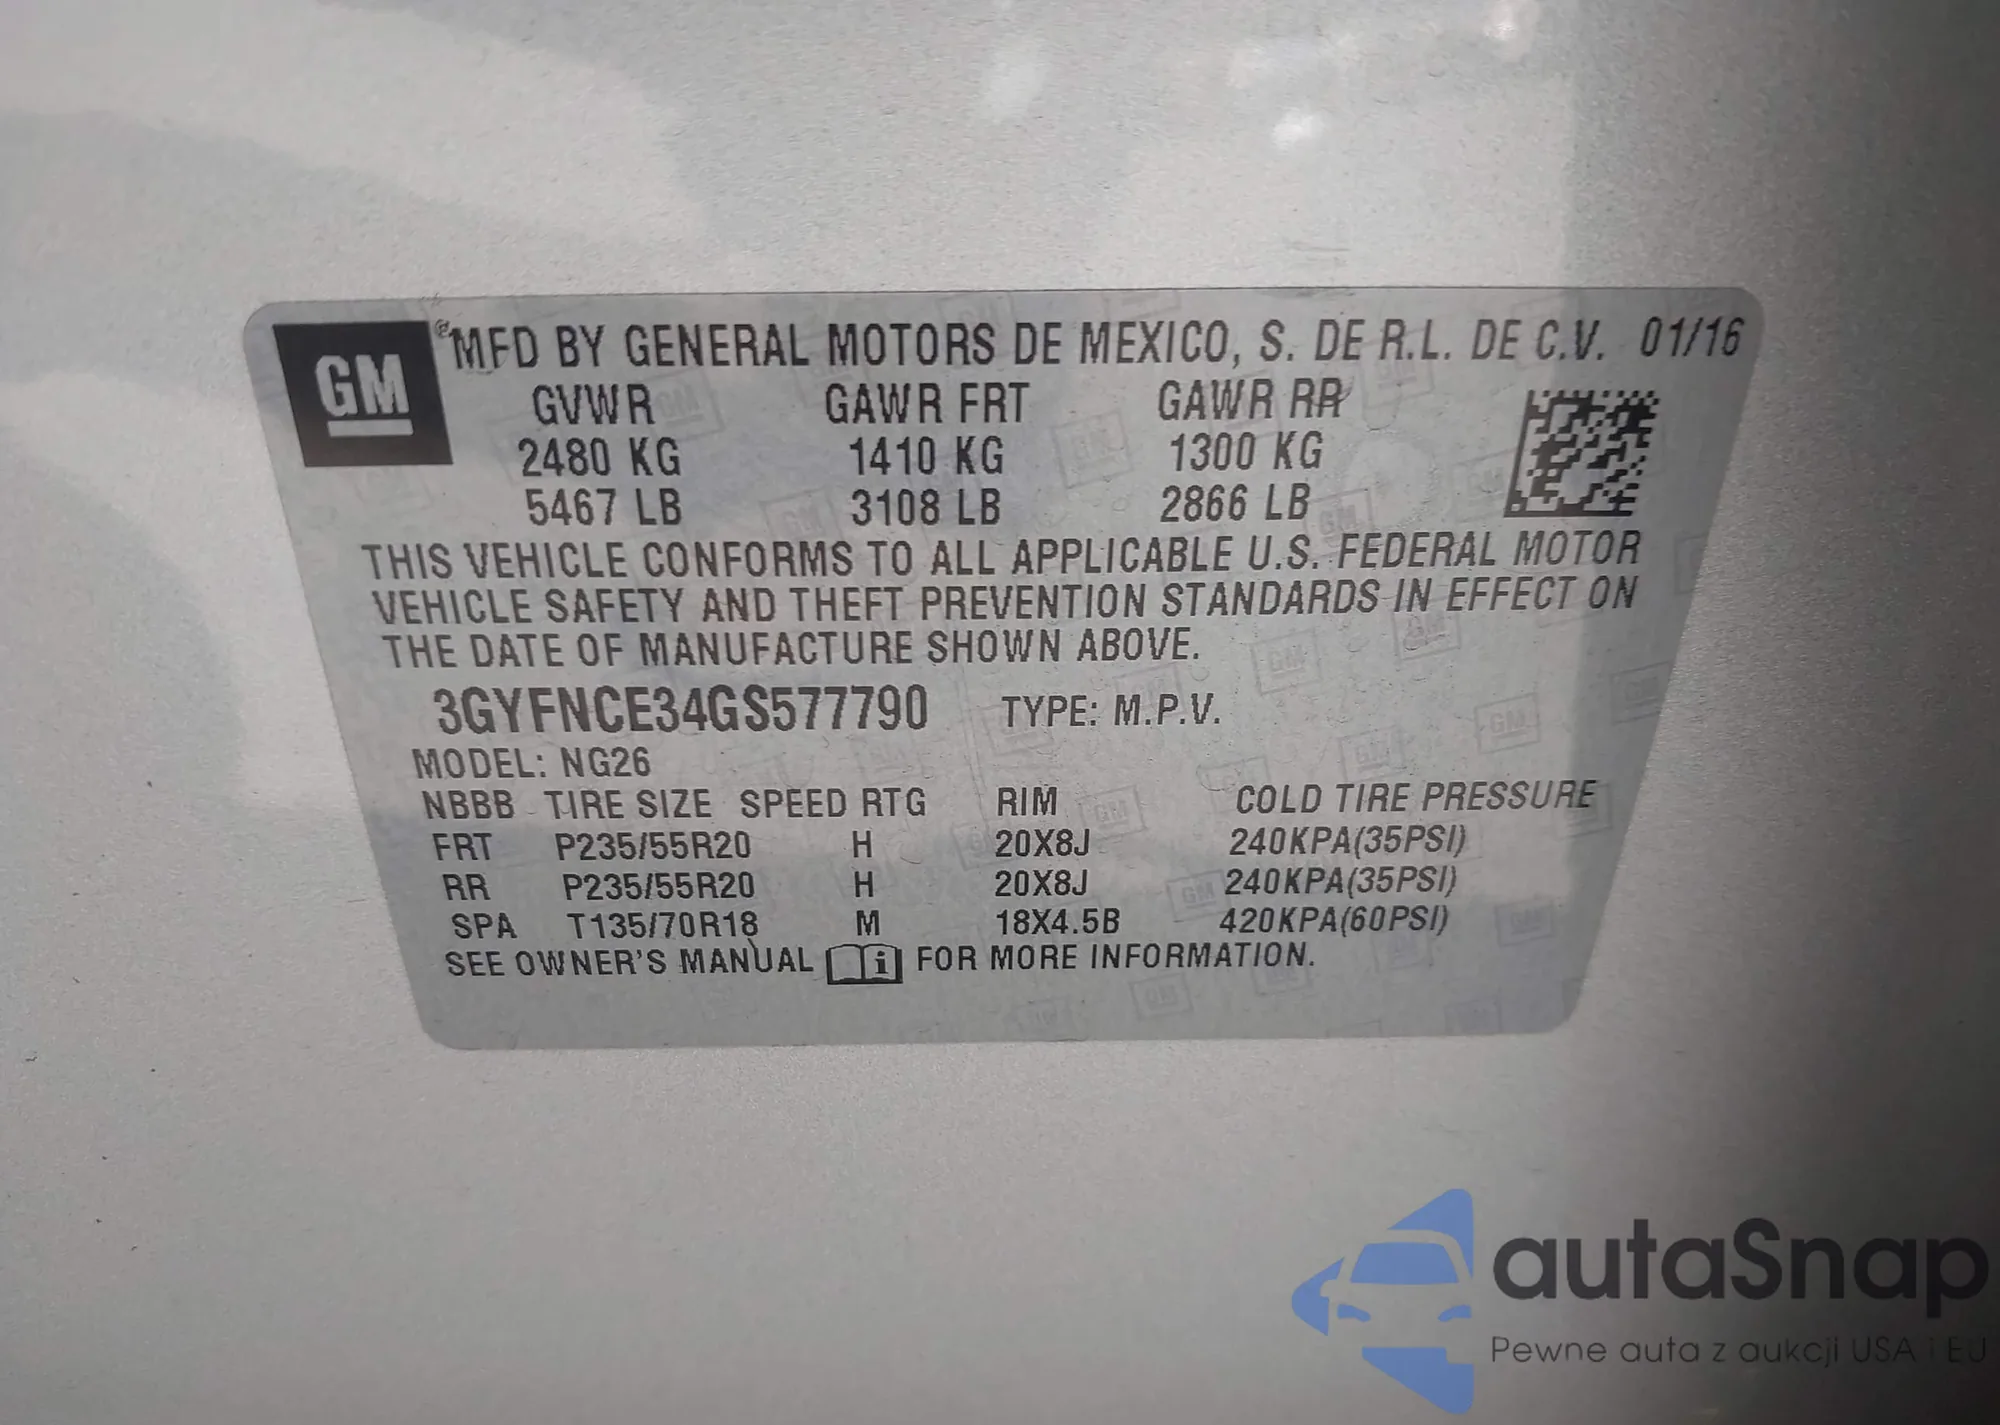 GM
®MFD BY GENERAL MOTORS DE MEXICO, S. DE R.L. DE C.V. 01/16
GVWR GAWR FRT GAWR RR
2480 KG 1410 KG 1300 KG
5467 LB 3108 LB 2866 LB
THIS VEHICLE CONFORMS TO ALL APPLICABLE U.S. FEDERAL MOTOR
VEHICLE SAFETY AND THEFT PREVENTION STANDARDS IN EFFECT ON
THE DATE OF MANUFACTURE SHOWN ABOVE.
3GYFNCE34GS577790 TYPE: M.P.V.
MODEL: NG26
NBBB TIRE SIZE SPEED RTG RIM COLD TIRE PRESSURE
FRT P235/55R20 H 20X8J 240KPA(35PSI)
RR P235/55R20 H 20X8J 240KPA(35PSI)
SPA T135/70R18 M 18X4.5B 420KPA(60PSI)
SEE OWNER'S MANUAL i FOR MORE INFORMATION.
autaSnap
Pewne auta z aukcji USA i EU